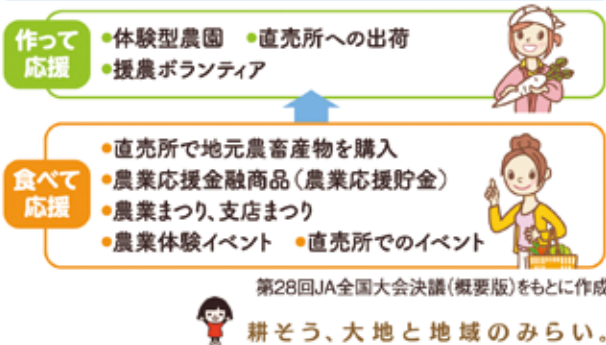 作って
応援
●体験型農園 ●直売所への出荷
●援農ボランティア
食べて
応援
●直売所で地元農畜産物を購入
●農業応援金融商品(農業応援貯金)
●農業まつり、支店まつり
●農業体験イベント ●直売所でのイベント
第28回JA全国大会決議(概要版)をもとに作成
耕そう、大地と地域のみらい。